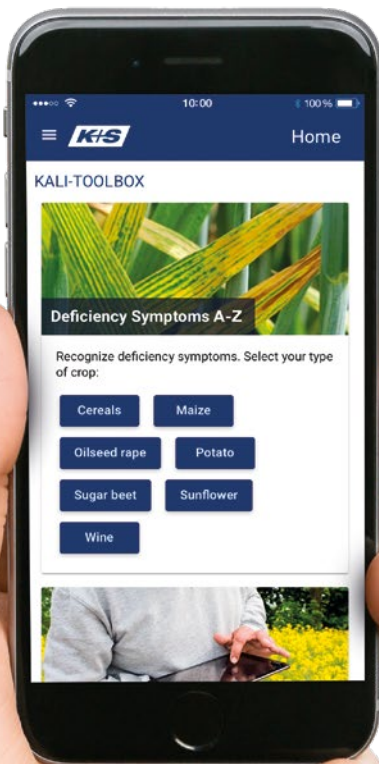 10:00
100%
K+S
Home
KALI-TOOLBOX
Deficiency Symptoms A-Z
Recognize deficiency symptoms. Select your type
of crop:
Cereals
Maize
Oilseed rape
Potato
Sugar beet
Sunflower
Wine